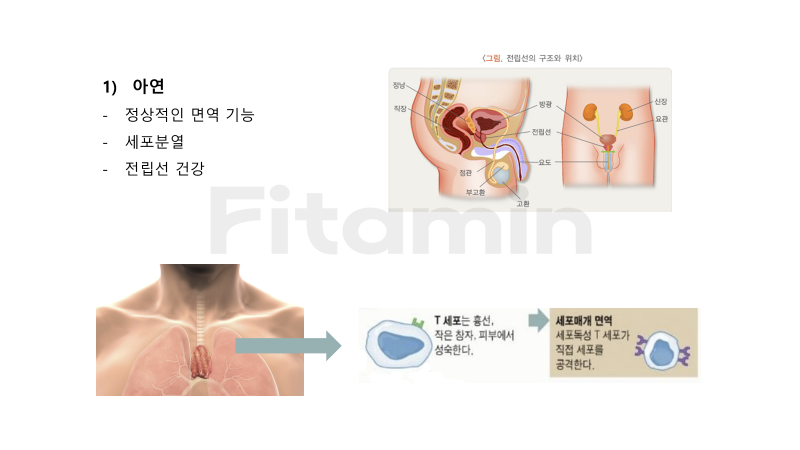 1) 아연
- 정상적인 면역 기능
- 세포분열
- 전립선 건강
<그림. 전립선의 구조와 위치>
정낭
직장
방광
전립선
요도
정관
부고환
고환
신장
요관
Fitamin
T 세포는 흉선,
작은 창자, 피부에서
성숙한다.
세포매개 면역
세포독성 T 세포가
직접 세포를
공격한다.